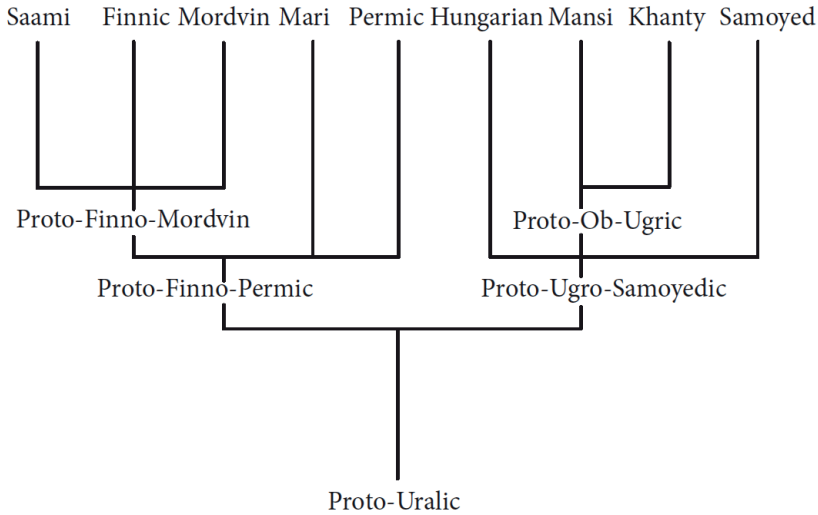 Saami Finnic Mordvin Mari Permic Hungarian Mansi Khanty Samoyed
Proto-Finno-Mordvin Proto-Ob-Ugric
Proto-Finno-Permic Proto-Ugro-Samoyedic
Proto-Uralic